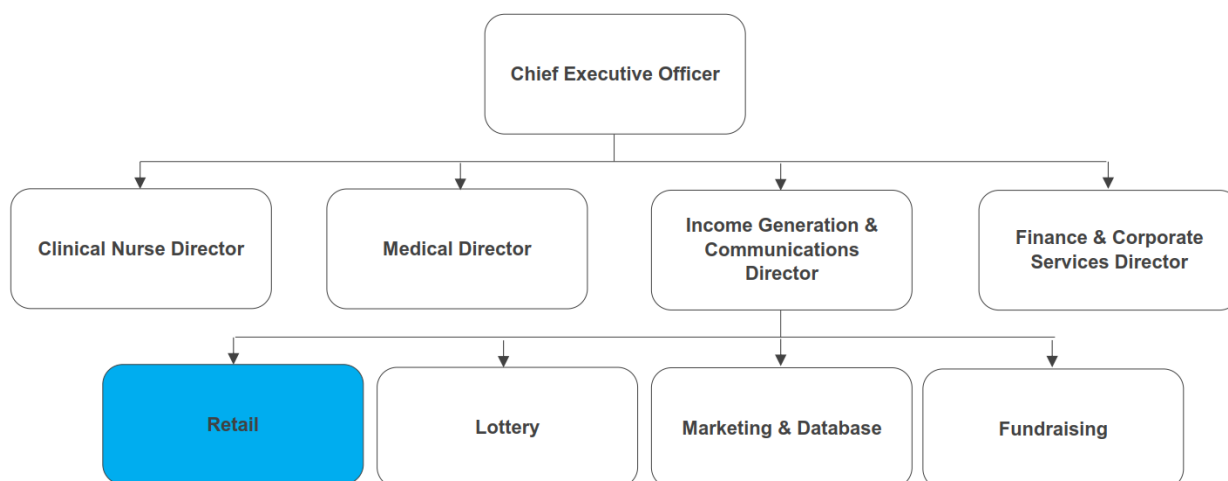 Chief Executive Officer
Clinical Nurse Director
Medical Director
Income Generation &
Communications
Director
Finance & Corporate
Services Director
Retail
Lottery
Marketing & Database
Fundraising